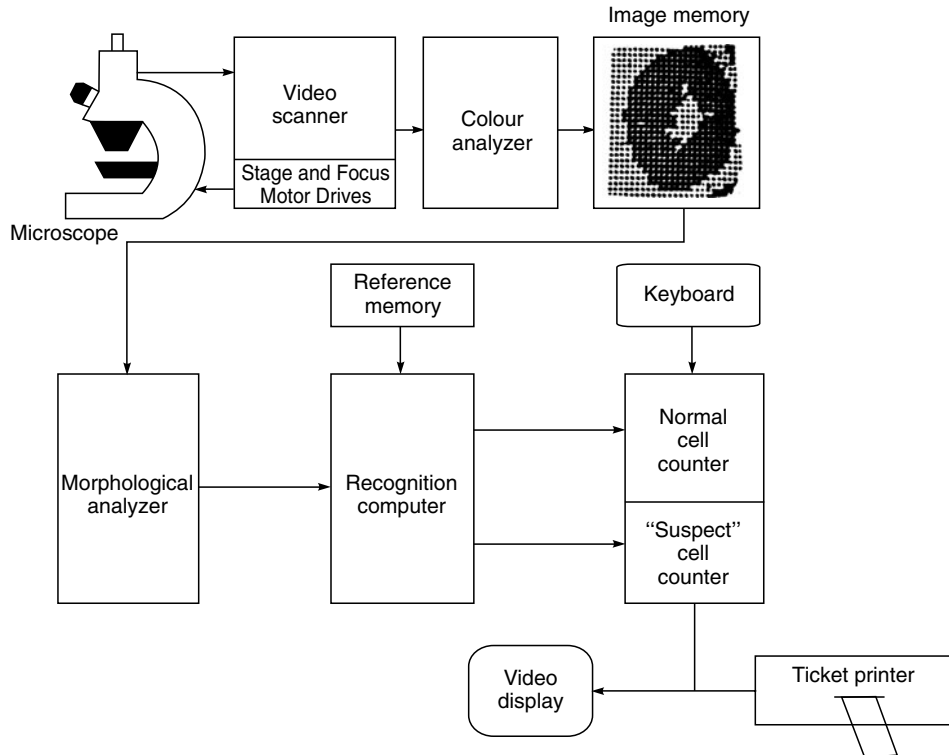 Image memory
Video
scanner
Stage and Focus
Motor Drives
Colour
analyzer
Microscope
Reference
memory
Keyboard
Morphological
analyzer
Recognition
computer
Normal
cell
counter
“Suspect”
cell
counter
Video
display
Ticket printer